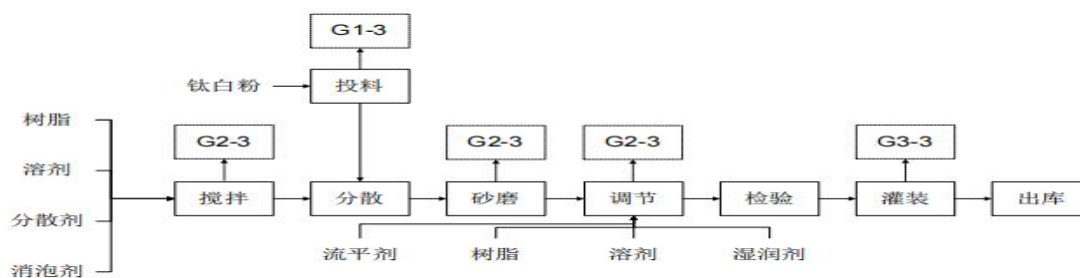 G1-3
钛白粉
投料
树脂
G2-3
G2-3
G2-3
G3-3
溶剂
搅拌
分散
砂磨
调节
检验
灌装
出库
分散剂
流平剂
树脂
溶剂
湿润剂
消泡剂